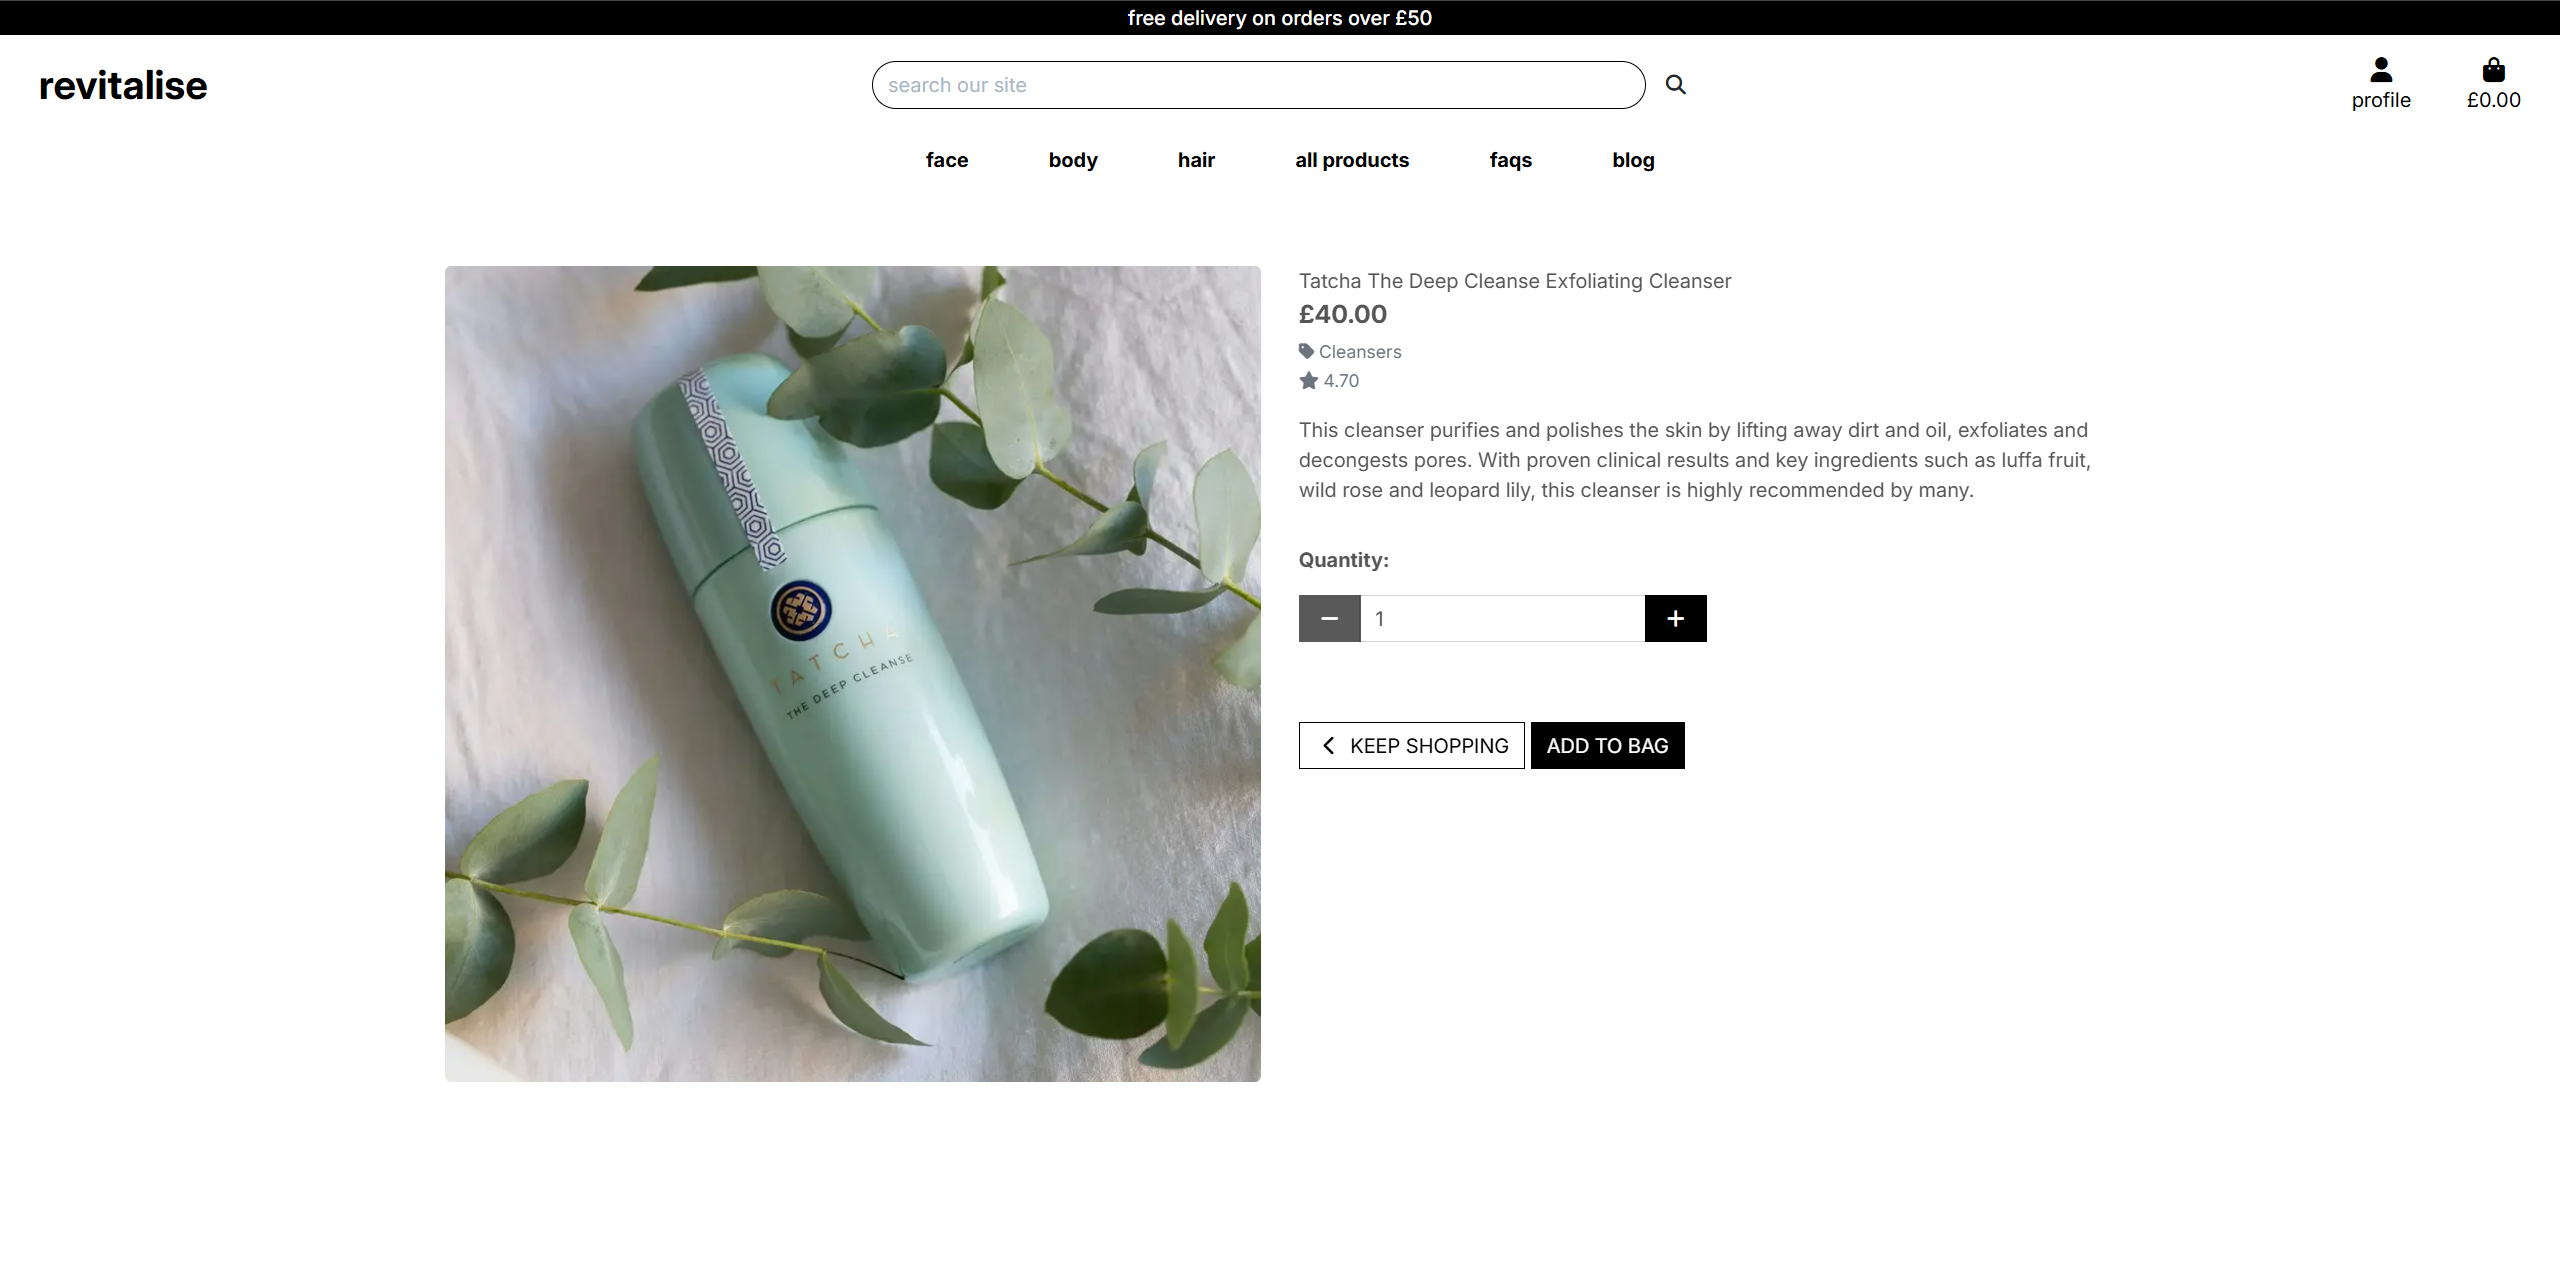 free delivery on orders over £50
revitalise
search our site
profile
£0.00
face body hair all products faqs blog
TATCHA
THE DEEP CLEANSE
Tatcha The Deep Cleanse Exfoliating Cleanser
£40.00
Cleansers
4.70
This cleanser purifies and polishes the skin by lifting away dirt and oil, exfoliates and
decongests pores. With proven clinical results and key ingredients such as luffa fruit,
wild rose and leopard lily, this cleanser is highly recommended by many.
Quantity:
1
KEEP SHOPPING
ADD TO BAG